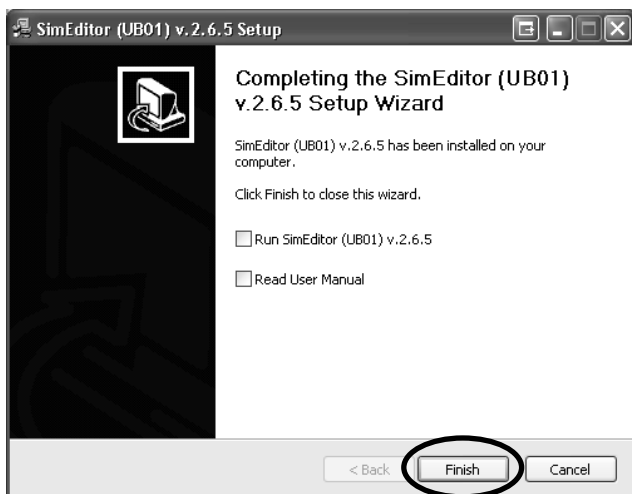 SimEditor (UB01) v.2.6.5 Setup
Completing the SimEditor (UB01)
v.2.6.5 Setup Wizard
SimEditor (UB01) v.2.6.5 has been installed on your
computer.
Click Finish to close this wizard.
Run SimEditor (UB01) v.2.6.5
Read User Manual
< Back Finish Cancel